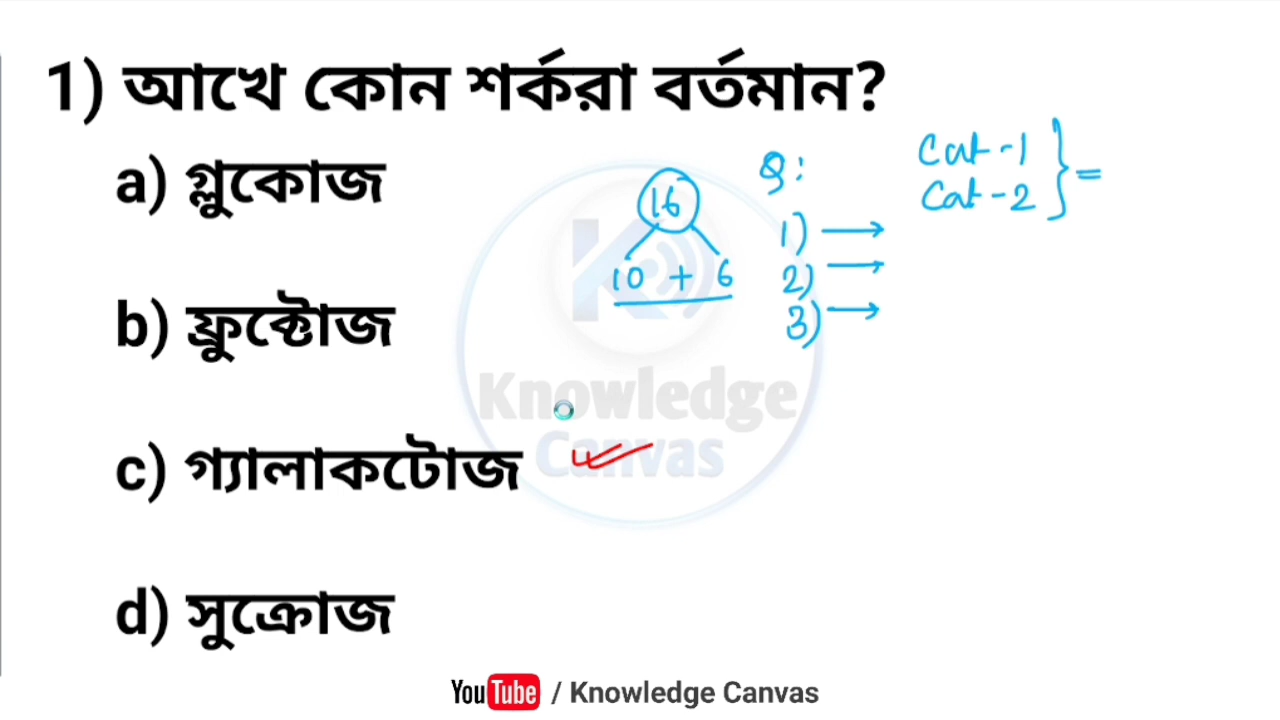 1) আখে কোন শর্করা বর্তমান?
a) গ্লুকোজ
b) ফ্রুক্টোজ
c) গ্যালাকটোজ
d) সুক্রোজ
16
10 + 6
Q:
1) →
2) →
3) →
Cat-1
Cat-2 } =
Knowledge
Canvas
YouTube / Knowledge Canvas